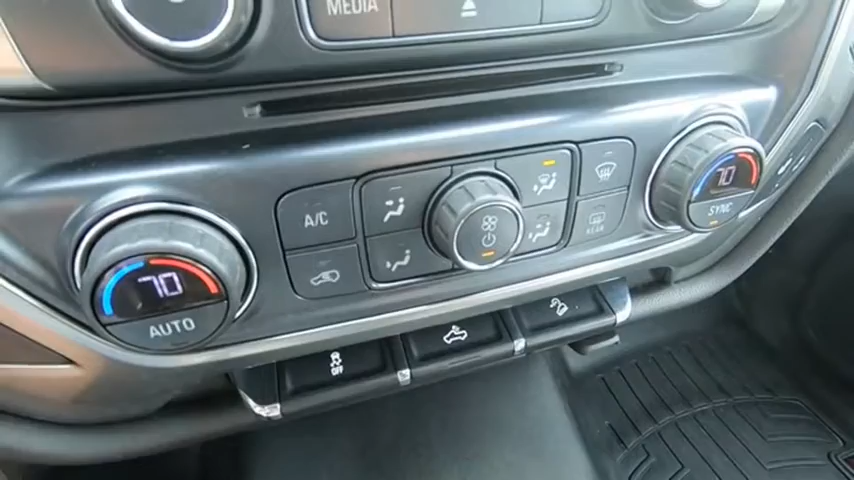 MEDIA
A/C
REAR
70
SYNC
70
AUTO
OFF